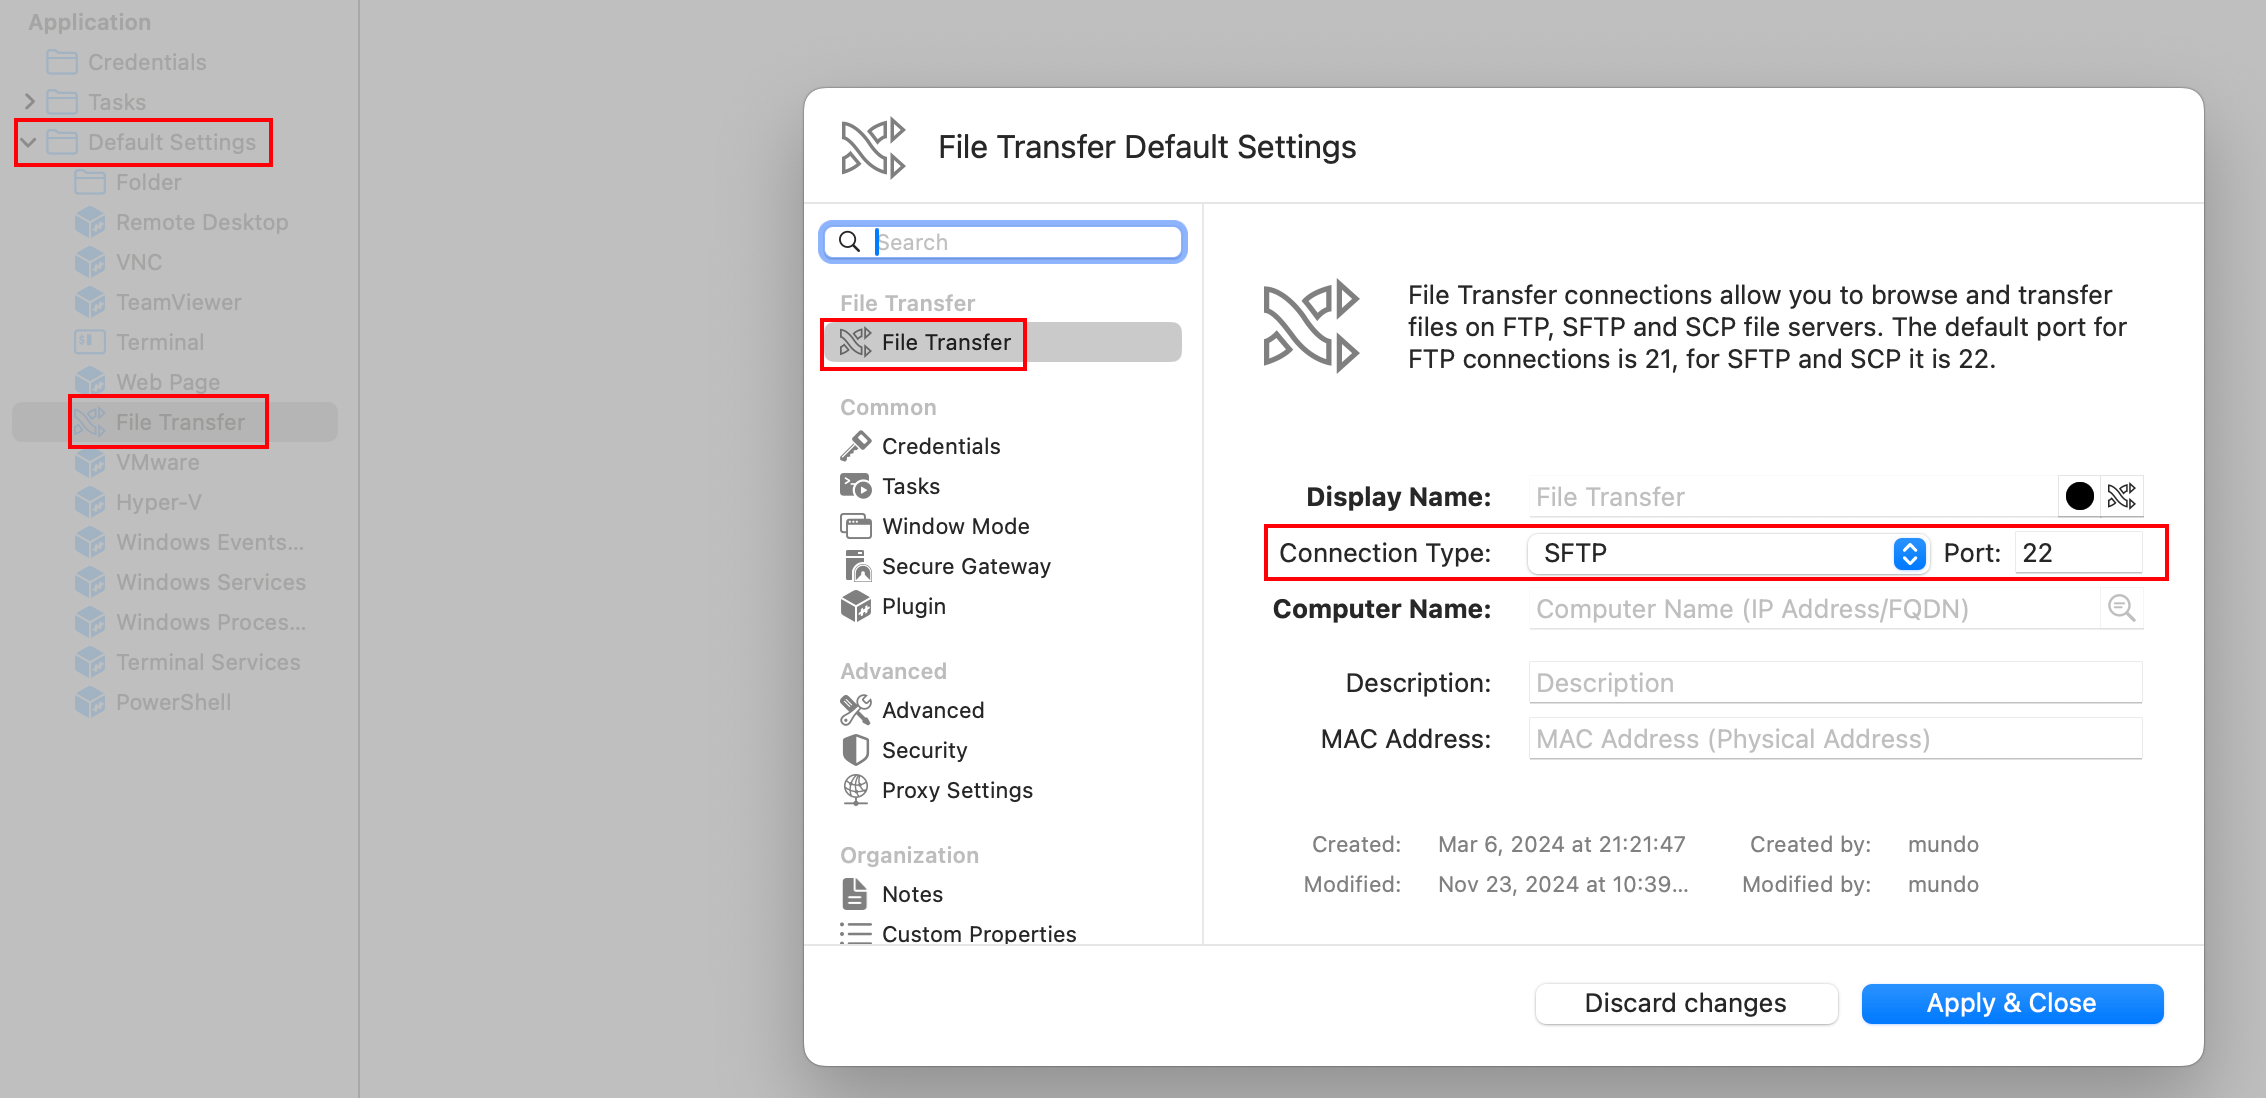 Application
Credentials
Tasks
Default Settings
Folder
Remote Desktop
VNC
TeamViewer
Terminal
Web Page
File Transfer
VMware
Hyper-V
Windows Events...
Windows Services
Windows Proces...
Terminal Services
PowerShell
File Transfer Default Settings
Search
File Transfer
File Transfer
Common
Credentials
Tasks
Window Mode
Secure Gateway
Plugin
Advanced
Advanced
Security
Proxy Settings
Organization
Notes
Custom Properties
File Transfer connections allow you to browse and transfer
files on FTP, SFTP and SCP file servers. The default port for
FTP connections is 21, for SFTP and SCP it is 22.
Display Name: File Transfer
Connection Type: SFTP Port: 22
Computer Name: Computer Name (IP Address/FQDN)
Description: Description
MAC Address: MAC Address (Physical Address)
Created: Mar 6, 2024 at 21:21:47 Created by: mundo
Modified: Nov 23, 2024 at 10:39... Modified by: mundo
Discard changes Apply & Close